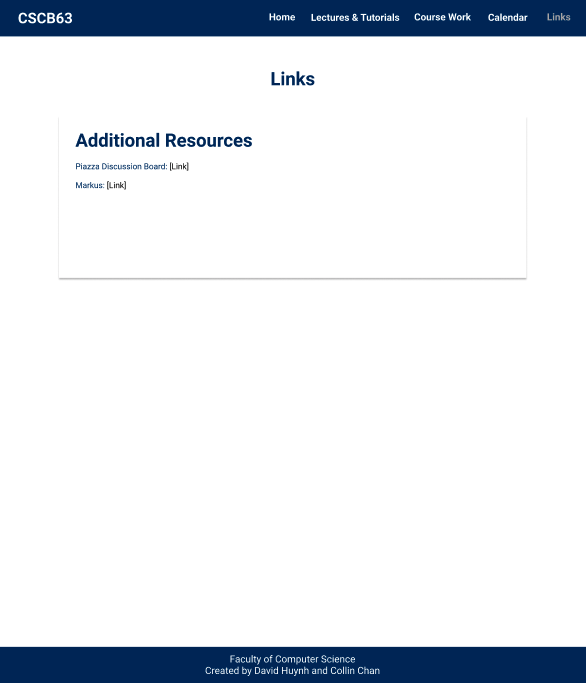 CSCB63 Home Lectures & Tutorials Course Work Calendar Links
Links
Additional Resources
Piazza Discussion Board: [Link]
Markus: [Link]
Faculty of Computer Science
Created by David Huynh and Collin Chan